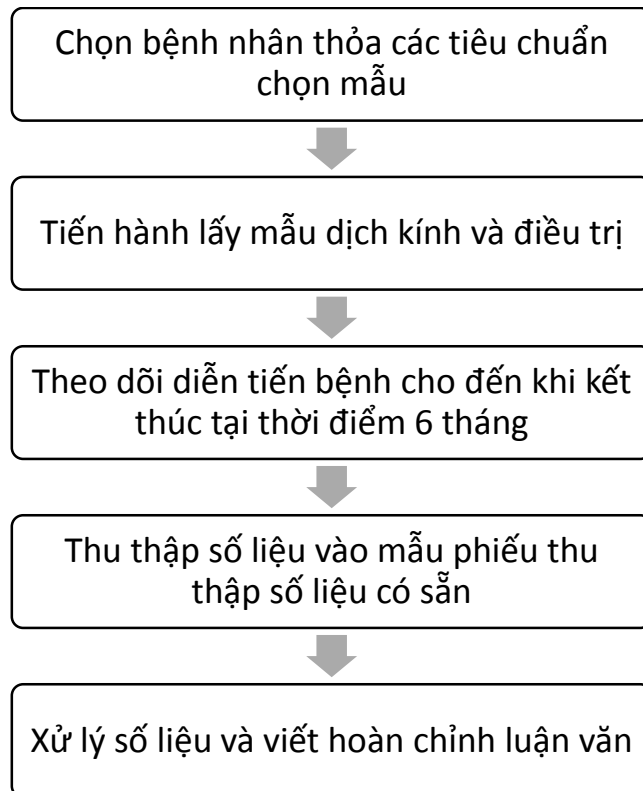 Chọn bệnh nhân thỏa các tiêu chuẩn
chọn mẫu
Tiến hành lấy mẫu dịch kính và điều trị
Theo dõi diễn tiến bệnh cho đến khi kết
thúc tại thời điểm 6 tháng
Thu thập số liệu vào mẫu phiếu thu
thập số liệu có sẵn
Xử lý số liệu và viết hoàn chỉnh luận văn